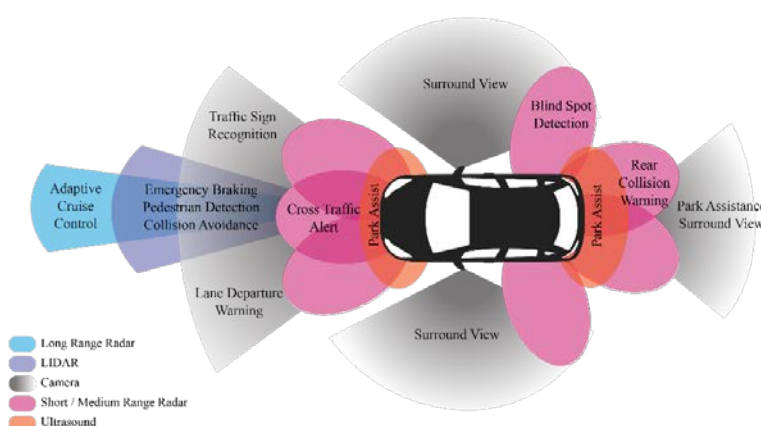 Surround View
Blind Spot
Detection
Traffic Sign
Recognition
Rear
Collision
Warning
Adaptive
Cruise
Control
Emergency Braking
Pedestrian Detection
Collision Avoidance
Cross Traffic
Alert
Park Assist
Park Assist
Park Assistance
Surround View
Lane Departure
Warning
Surround View
Long Range Radar
LIDAR
Camera
Short / Medium Range Radar
Ultrasound